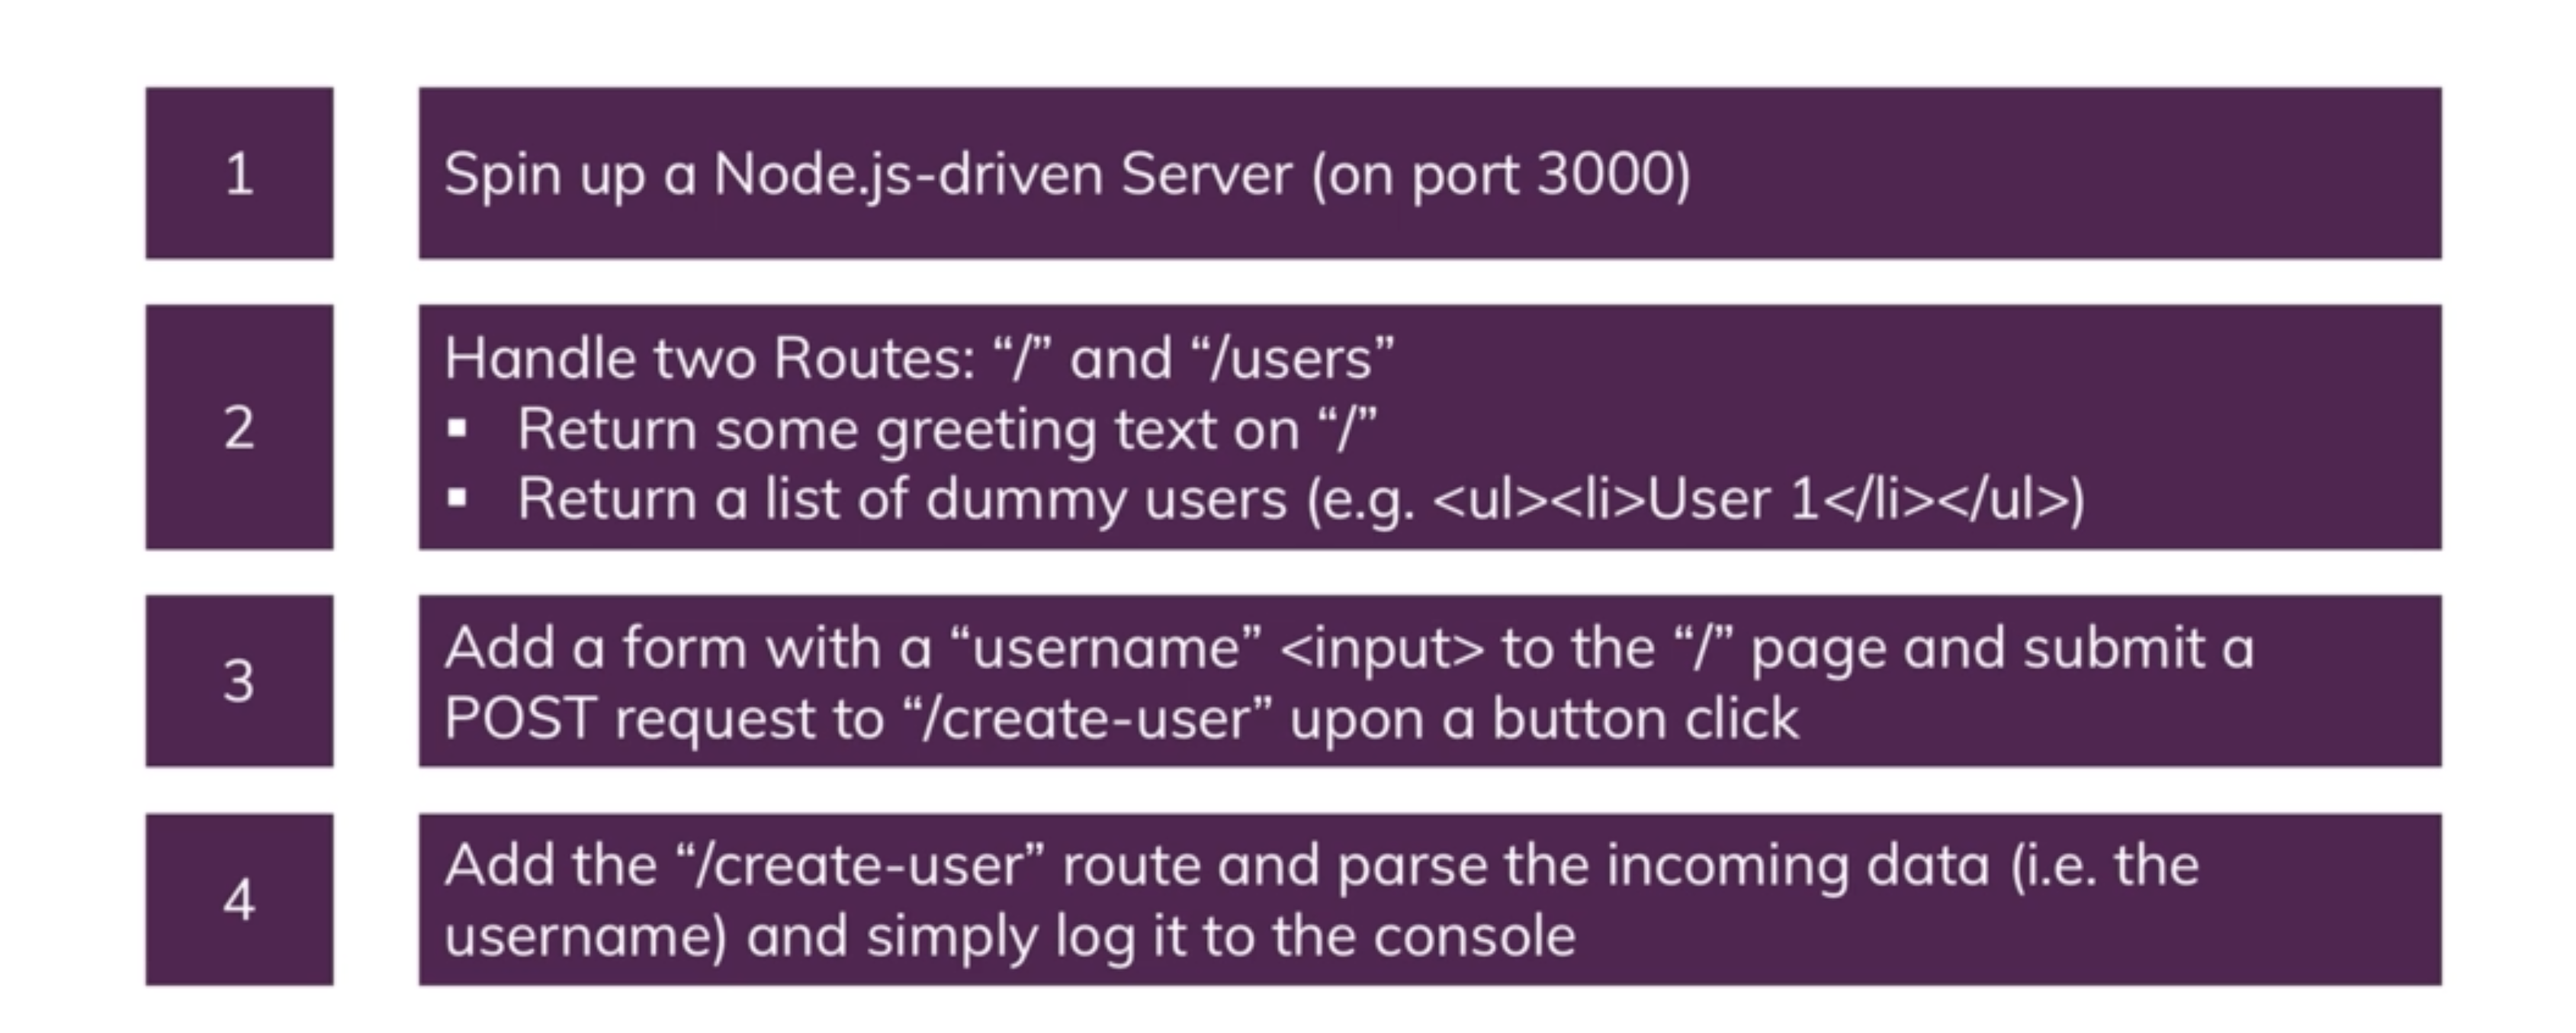 1
Spin up a Node.js-driven Server (on port 3000)
2
Handle two Routes: “/” and “/users”
▪ Return some greeting text on “/”
▪ Return a list of dummy users (e.g. <ul><li>User 1</li></ul>)
3
Add a form with a “username” <input> to the “/” page and submit a
POST request to “/create-user” upon a button click
4
Add the “/create-user” route and parse the incoming data (i.e. the
username) and simply log it to the console